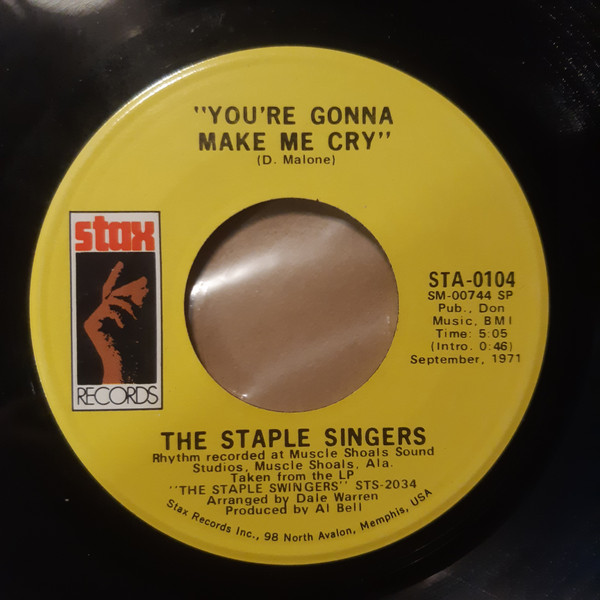 "YOU'RE GONNA
MAKE ME CRY"
(D. Malone)
stax
RECORDS
STA-0104
SM-00744 SP
Pub., Don
Music, BMI
Time: 5:05
(Intro. 0:46)
September, 1971
THE STAPLE SINGERS
Rhythm recorded at Muscle Shoals Sound
Studios, Muscle Shoals, Ala.
Taken from the LP
"THE STAPLE SWINGERS" STS-2034
Arranged by Dale Warren
Produced by Al Bell
Stax Records Inc., 98 North Avalon, Memphis, USA